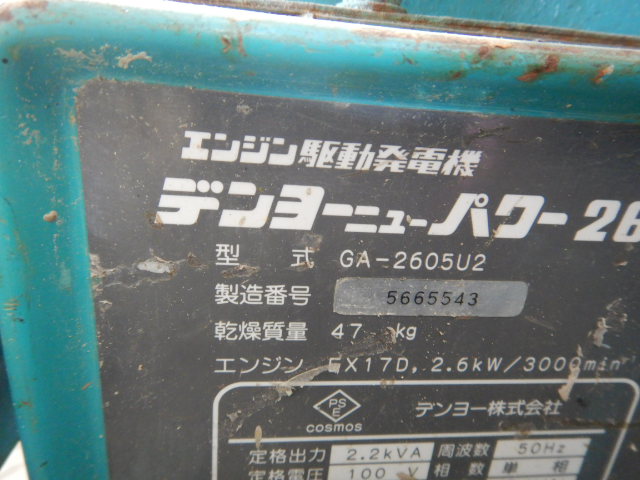 エンジン駆動発電機
デンヨーニューパワー26
型 式 GA-2605U2
製造番号 5665543
乾燥質量 47 kg
エンジン EX17D, 2.6kW/3000min
PS E cosmos デンヨー株式会社
定格出力 2.2kVA 周波数 50Hz
定格電圧 100 V 相数 単相